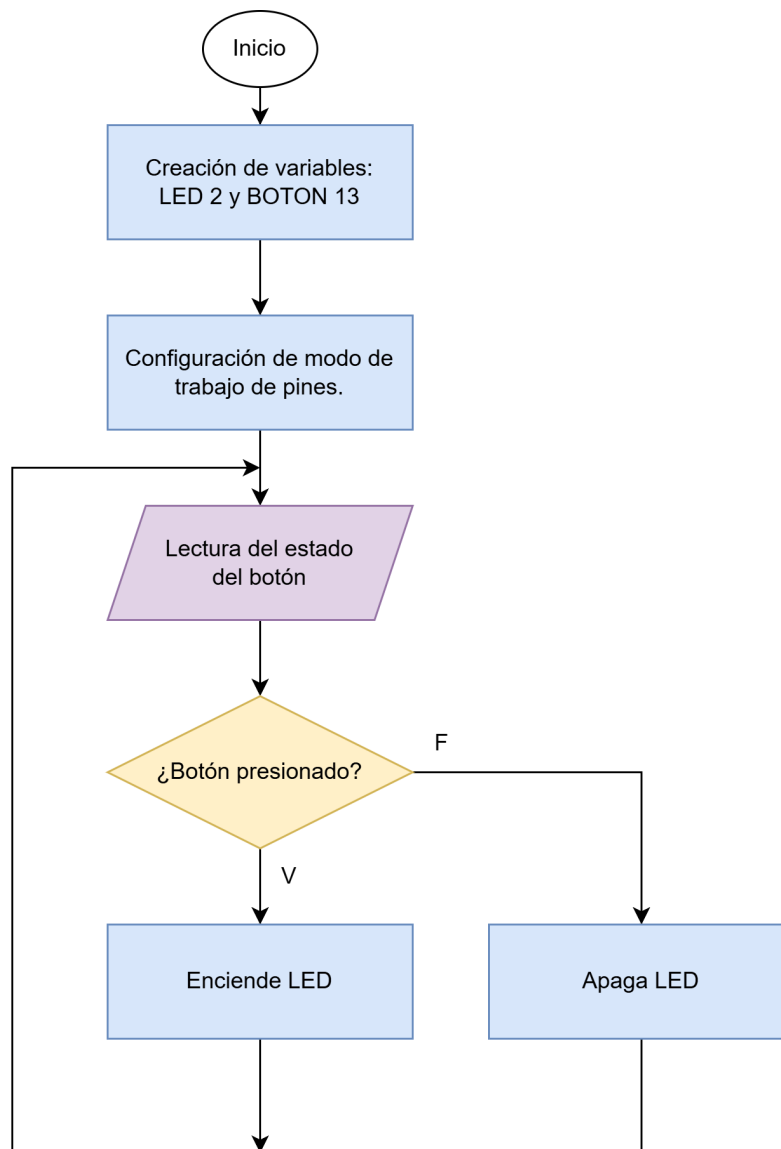 Inicio
Creación de variables:
LED 2 y BOTON 13
Configuración de modo de
trabajo de pines.
Lectura del estado
del botón
¿Botón presionado?
F
V
Enciende LED
Apaga LED